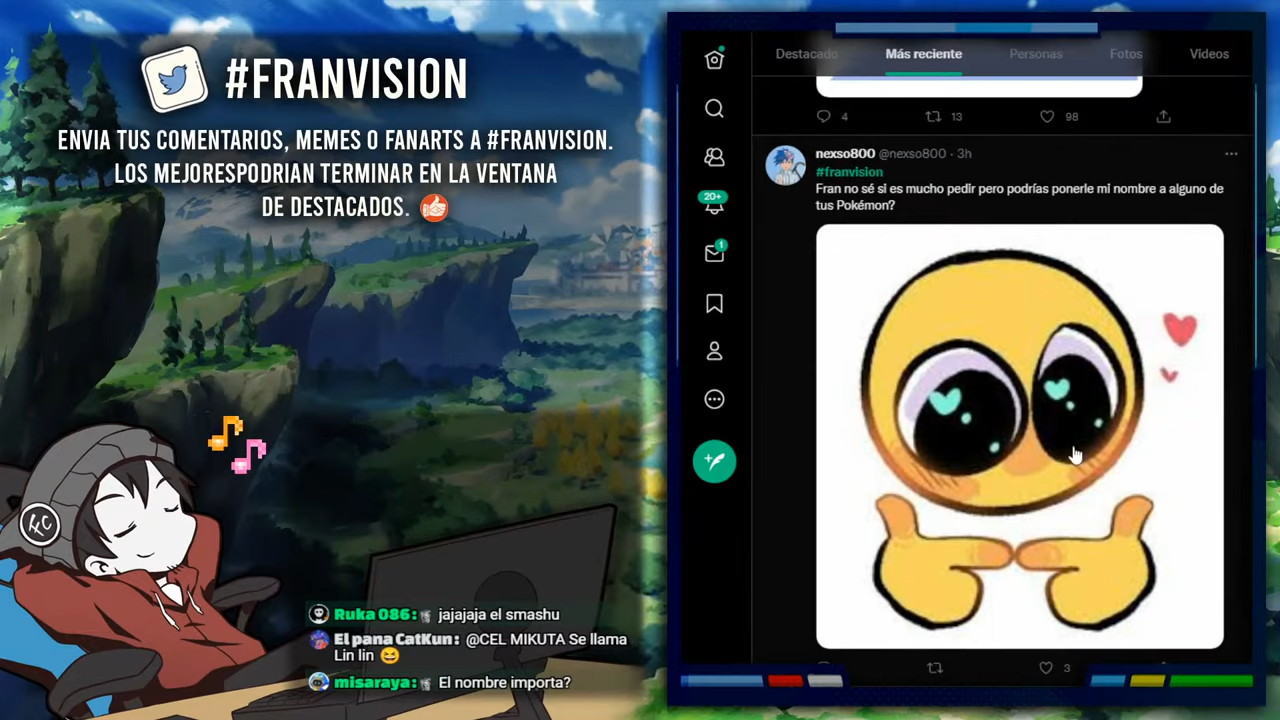 #FRANVISION
ENVIA TUS COMENTARIOS, MEMES O FANARTS A #FRANVISION.
LOS MEJORESPODRIAN TERMINAR EN LA VENTANA
DE DESTACADOS.
FC
Ruka 086: jajajaja el smashu
El pana CatKun: @CEL MIKUTA Se llama
Lin lin
misaraya: El nombre importa?
Destacado Más reciente Personas Fotos Videos
4 13 98
nexso800 @nexso800 · 3h
#franvision
Fran no sé si es mucho pedir pero podrías ponerle mi nombre a alguno de
tus Pokémon?
20+
1
3